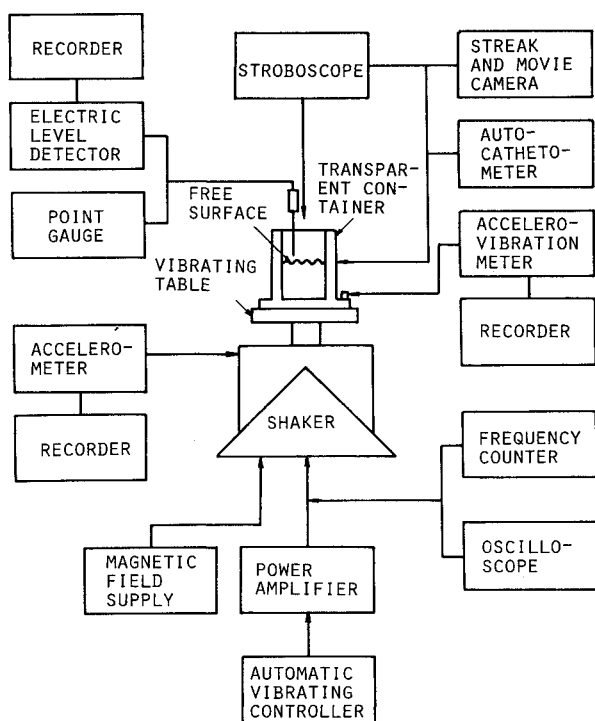 RECORDER
STROBOSCOPE
STREAK
AND MOVIE
CAMERA
ELECTRIC
LEVEL
DETECTOR
AUTO-
CATHETO-
METER
POINT
GAUGE
FREE
SURFACE
TRANSPAR-
ENT CON-
TAINER
VIBRATING
TABLE
ACCELERO-
VIBRATION
METER
RECORDER
ACCELERO-
METER
RECORDER
SHAKER
FREQUENCY
COUNTER
OSCILLO-
SCOPE
MAGNETIC
FIELD
SUPPLY
POWER
AMPLIFIER
AUTOMATIC
VIBRATING
CONTROLLER